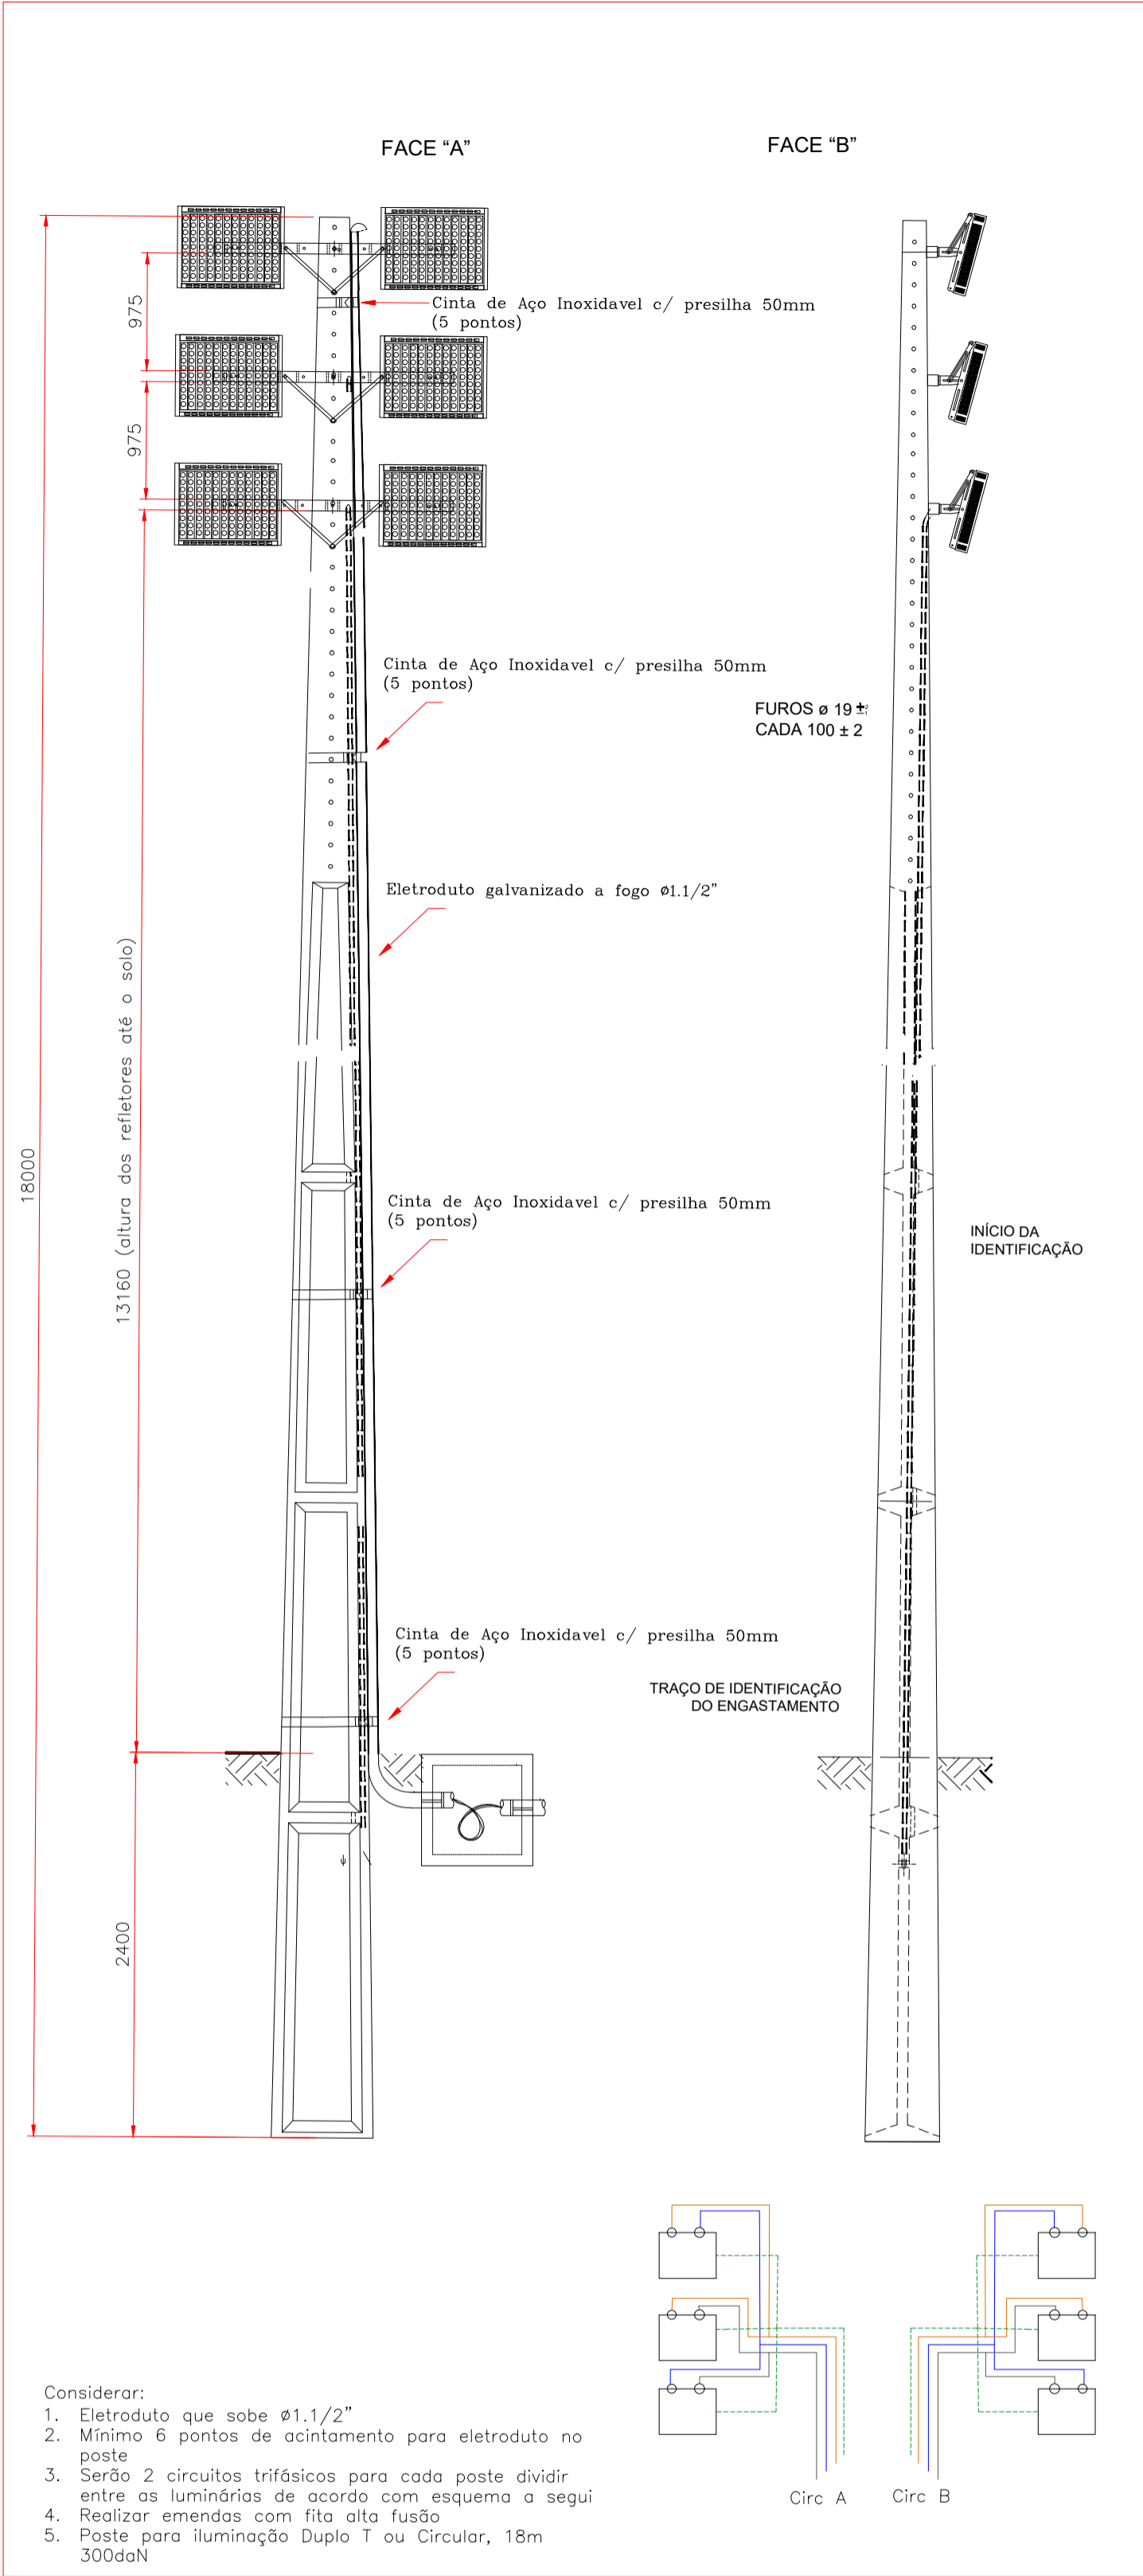 FACE “A”
FACE “B”
975
Cinta de Aço Inoxidavel c/ presilha 50mm
(5 pontos)
975
Cinta de Aço Inoxidavel c/ presilha 50mm
(5 pontos)
FUROS ø 19 ±
CADA 100 ± 2
Eletroduto galvanizado a fogo ø1.1/2”
13160 (altura dos refletores até o solo)
18000
Cinta de Aço Inoxidavel c/ presilha 50mm
(5 pontos)
INÍCIO DA
IDENTIFICAÇÃO
Cinta de Aço Inoxidavel c/ presilha 50mm
(5 pontos)
TRAÇO DE IDENTIFICAÇÃO
DO ENGASTAMENTO
2400
Considerar:
1. Eletroduto que sobe ø1.1/2”
2. Mínimo 6 pontos de acintamento para eletroduto no
poste
3. Serão 2 circuitos trifásicos para cada poste dividir
entre as luminárias de acordo com esquema a segui
4. Realizar emendas com fita alta fusão
5. Poste para iluminação Duplo T ou Circular, 18m
300daN
Circ A
Circ B